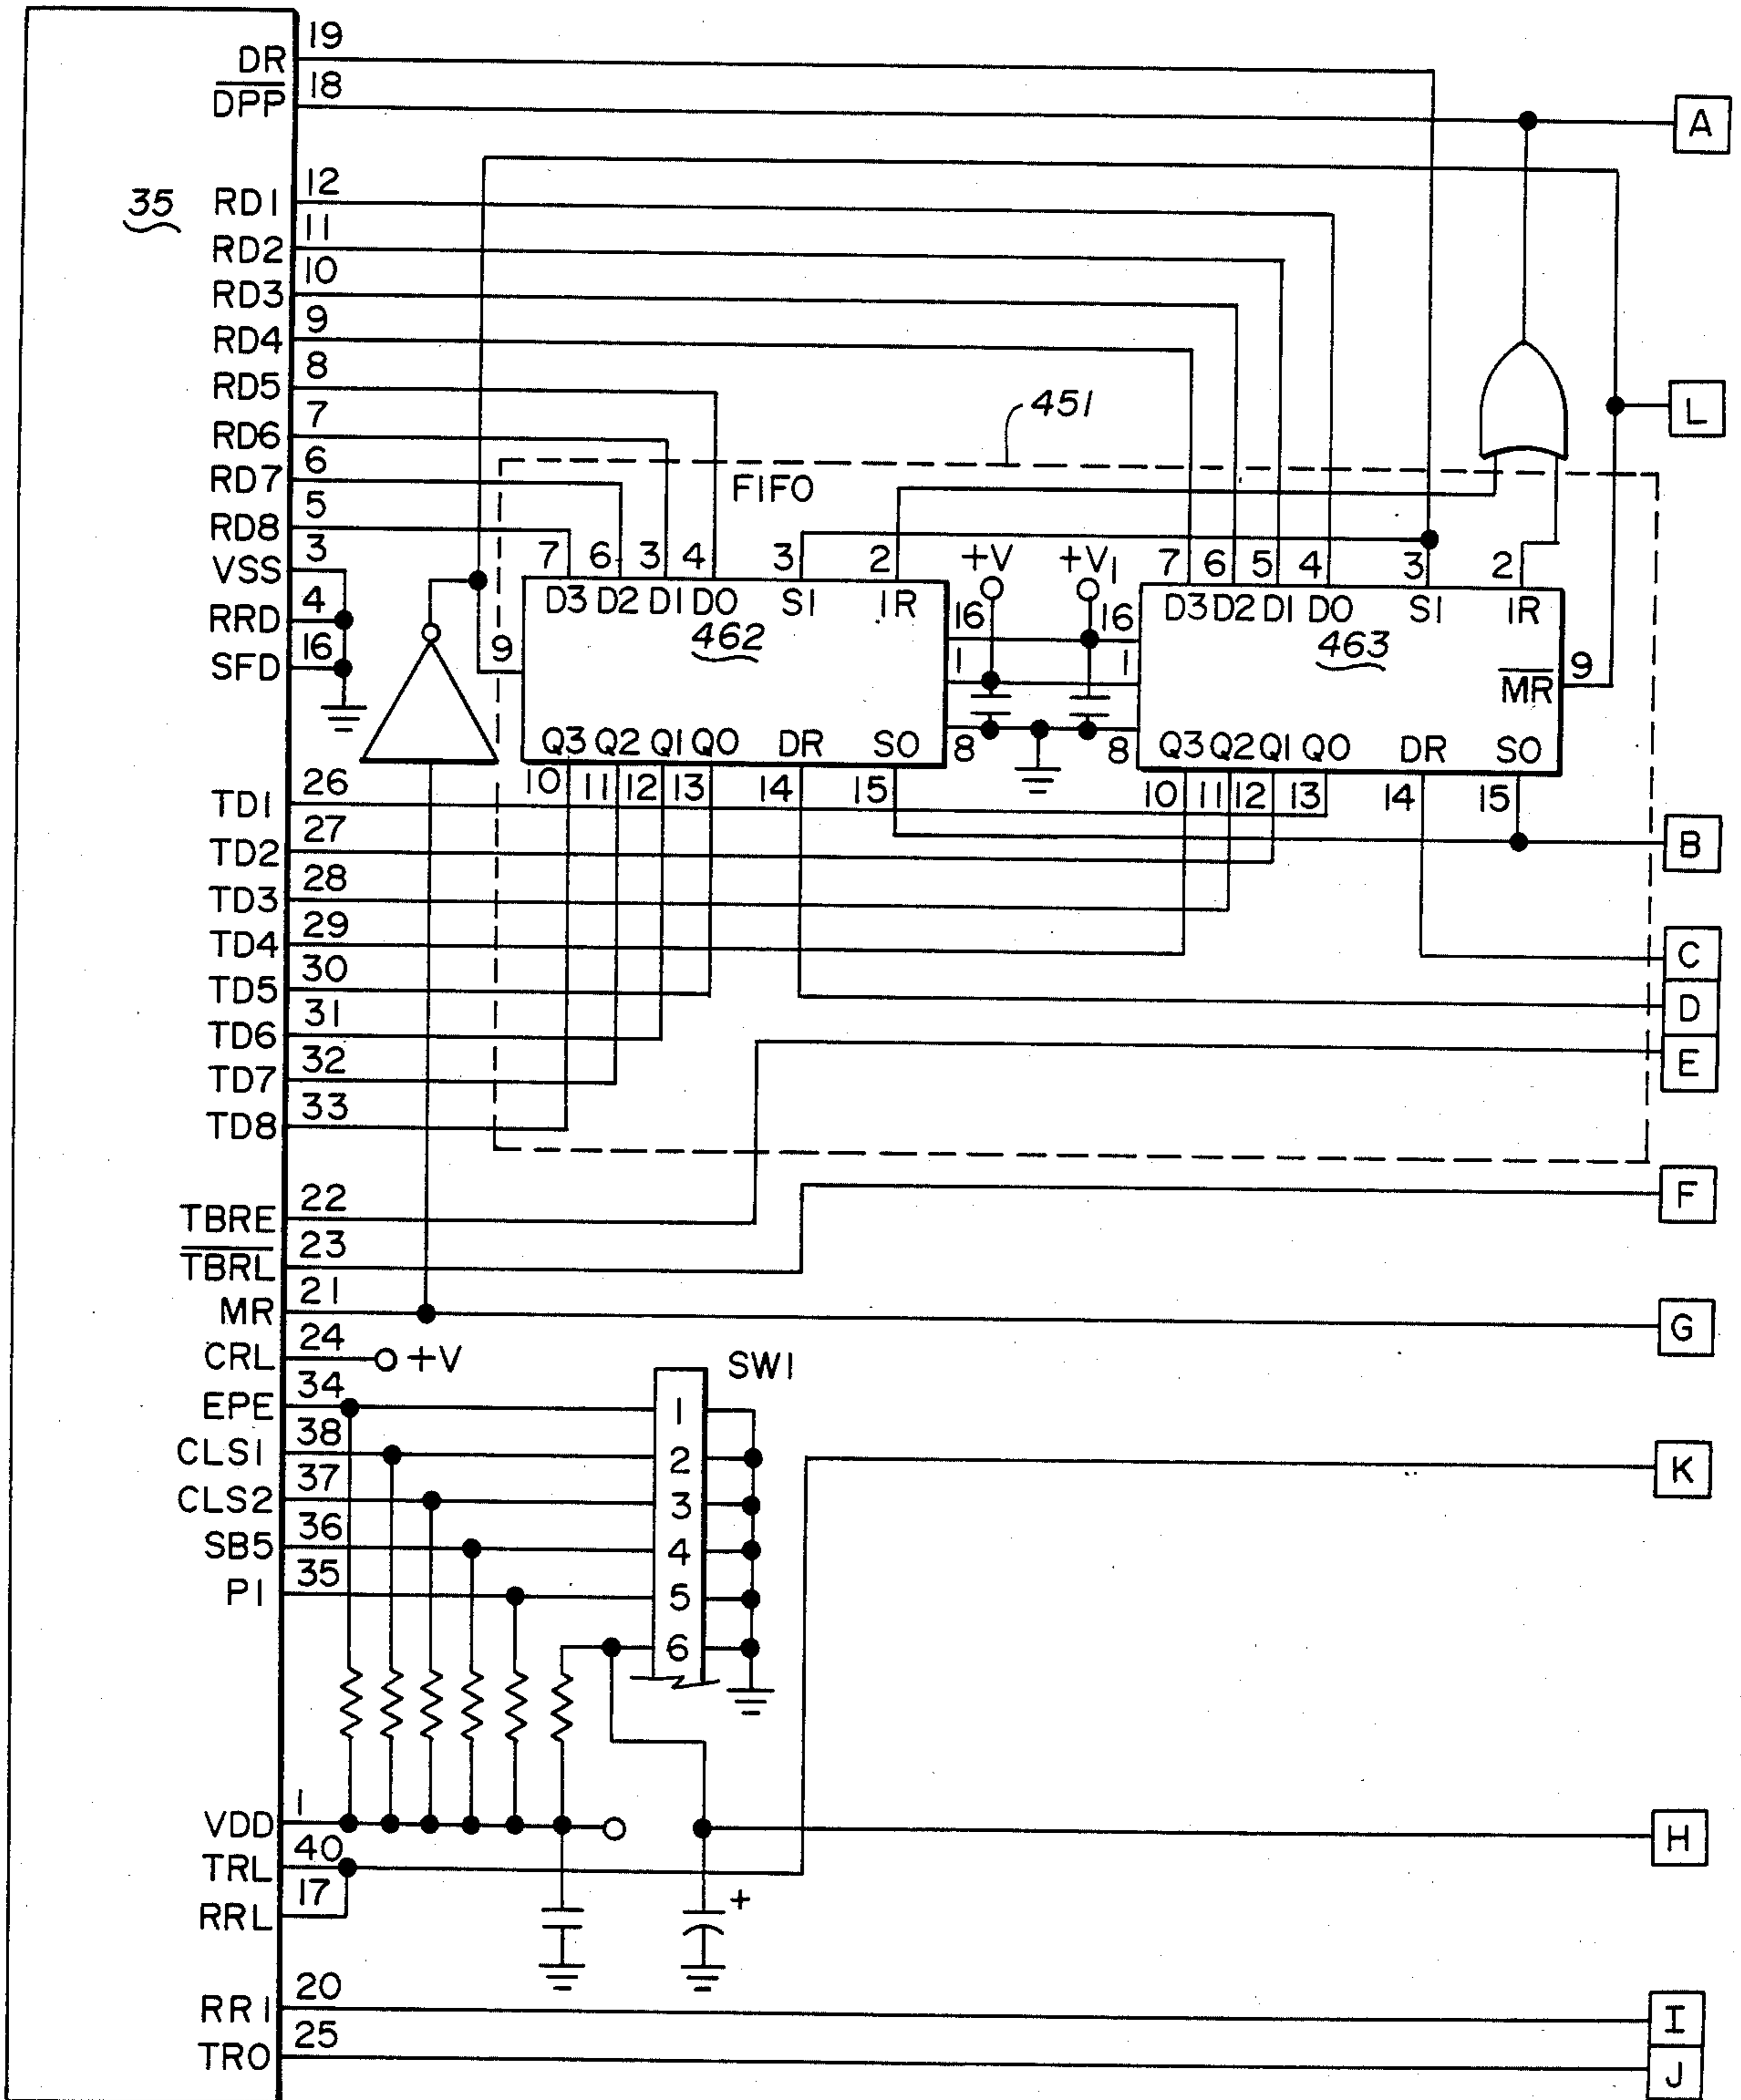 19
DR
18
DPP
A
35
12
RD1
11
RD2
10
RD3
9
RD4
8
RD5
7
RD6
6
RD7
5
RD8
3
VSS
4
RRD
16
SFD
451
L
FIFO
7 6 3 4 3 2
+V +V1
7 6 5 4 3 2
D3 D2 D1 D0 SI IR
462
9
16 16
1 1
8 8
D3 D2 D1 D0 SI IR
463
MR 9
Q3 Q2 Q1 Q0 DR SO
Q3 Q2 Q1 Q0 DR SO
10 11 12 13 14 15
10 11 12 13 14 15
26
TD1
27
TD2
B
28
TD3
29
TD4
C
30
TD5
D
31
TD6
E
32
TD7
33
TD8
22
TBRE
F
23
TBRL
21
MR
G
24
CRL +V
SW1
34
EPE 1
38
CLS1 2
K
37
CLS2 3
36
SB5 4
35
P1 5
6
1
VDD
H
40
TRL
17
RRL
+
20
RR1
I
25
TRO
J